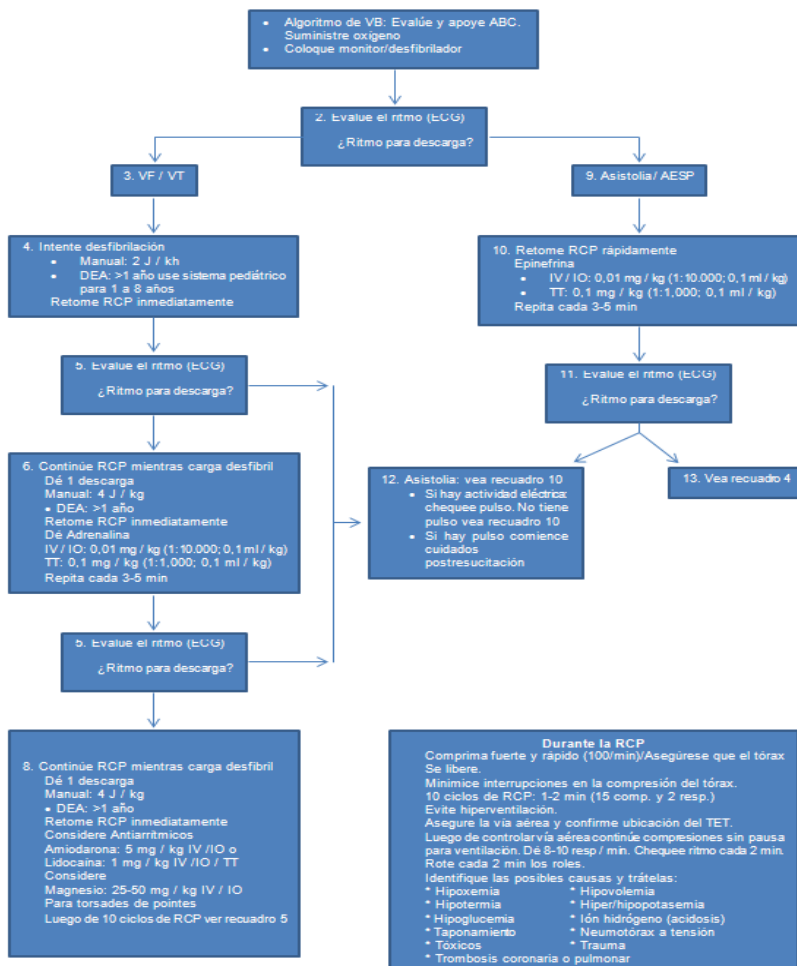 • Algoritmo de VB: Evalúe y apoye ABC.
Suministre oxígeno
• Coloque monitor/desfibrilador
2. Evalúe el ritmo (ECG)
¿Ritmo para descarga?
3. VF / VT
9. Asistolia/ AESP
4. Intente desfibrilación
• Manual: 2 J / kh
• DEA: >1 año use sistema pediátrico
para 1 a 8 años
Retome RCP inmediatamente
10. Retome RCP rápidamente
Epinefrina
• IV / IO: 0,01 mg / kg (1:10.000; 0,1 ml / kg)
• TT: 0,1 mg / kg (1:1,000; 0,1 ml / kg)
Repita cada 3-5 min
5. Evalúe el ritmo (ECG)
¿Ritmo para descarga?
11. Evalúe el ritmo (ECG)
¿Ritmo para descarga?
6. Continúe RCP mientras carga desfibril
Dé 1 descarga
Manual: 4 J / kg
• DEA: >1 año
Retome RCP inmediatamente
Dé Adrenalina
IV / IO: 0,01 mg / kg (1:10.000; 0,1 ml / kg)
TT: 0,1 mg / kg (1:1,000; 0,1 ml / kg)
Repita cada 3-5 min
12. Asistolia: vea recuadro 10
• Si hay actividad eléctrica:
chequee pulso. No tiene
pulso vea recuadro 10
• Si hay pulso comience
cuidados
postresucitación
13. Vea recuadro 4
5. Evalúe el ritmo (ECG)
¿Ritmo para descarga?
8. Continúe RCP mientras carga desfibril
Dé 1 descarga
Manual: 4 J / kg
• DEA: >1 año
Retome RCP inmediatamente
Considere Antiarrítmicos
Amiodarona: 5 mg / kg IV /IO o
Lidocaína: 1 mg / kg IV /IO / TT
Considere
Magnesio: 25-50 mg / kg IV / IO
Para torsades de pointes
Luego de 10 ciclos de RCP ver recuadro 5
Durante la RCP
Comprima fuerte y rápido (100/min)/Asegúrese que el tórax
Se libere.
Minimice interrupciones en la compresión del tórax.
10 ciclos de RCP: 1-2 min (15 comp. y 2 resp.)
Evite hiperventilación.
Asegure la vía aérea y confirme ubicación del TET.
Luego de controlar vía aérea continúe compresiones sin pausa
para ventilación. Dé 8-10 resp / min. Chequee ritmo cada 2 min.
Rote cada 2 min los roles.
Identifique las posibles causas y trátelas:
* Hipoxemia * Hipovolemia
* Hipotermia * Hiper/hipopotasemia
* Hipoglucemia * Ión hidrógeno (acidosis)
* Taponamiento * Neumotórax a tensión
* Tóxicos * Trauma
* Trombosis coronaria o pulmonar